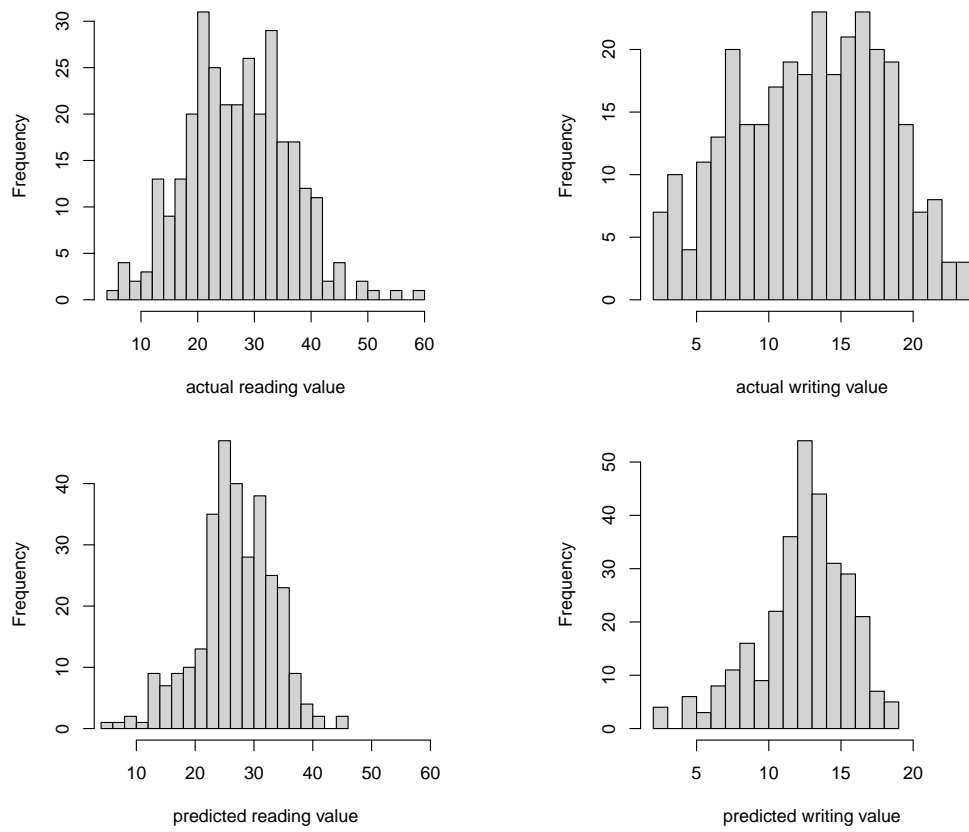 Frequency
0 5 10 15 20 25 30
10 20 30 40 50 60
actual reading value
Frequency
0 5 10 15 20
5 10 15 20
actual writing value
Frequency
0 10 20 30 40
10 20 30 40 50 60
predicted reading value
Frequency
0 10 20 30 40 50
5 10 15 20
predicted writing value